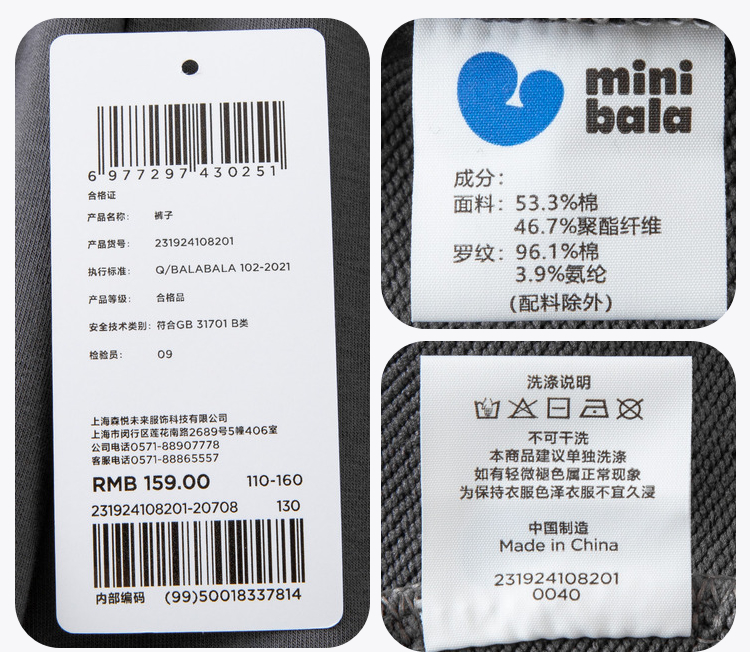 6 977297 430251
合格证
产品名称： 裤子
产品货号： 231924108201
执行标准： Q/BALABALA 102-2021
产品等级： 合格品
安全技术类别：符合GB 31701 B类
检验员： 09
上海森悦未来服饰科技有限公司
上海市闵行区莲花南路2689号5幢406室
公司电话0571-88907778
客服电话0571-88865557
RMB 159.00 110-160
231924108201-20708 130
内部编码 (99)50018337814
mini
bala
成分：
面料：53.3%棉
46.7%聚酯纤维
罗纹：96.1%棉
3.9%氨纶
(配料除外)
洗涤说明
不可干洗
本商品建议单独洗涤
如有轻微褪色属正常现象
为保持衣服色泽衣服不宜久浸
中国制造
Made in China
231924108201
0040